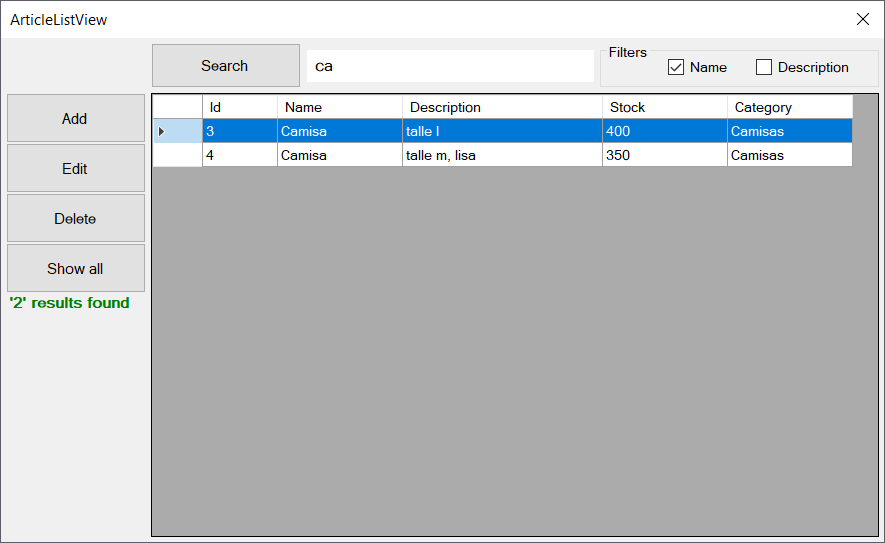 ArticleListView
Search
ca
Filters
Name
Description
Add
Edit
Delete
Show all
'2' results found
Id Name Description Stock Category
3 Camisa talle l 400 Camisas
4 Camisa talle m, lisa 350 Camisas